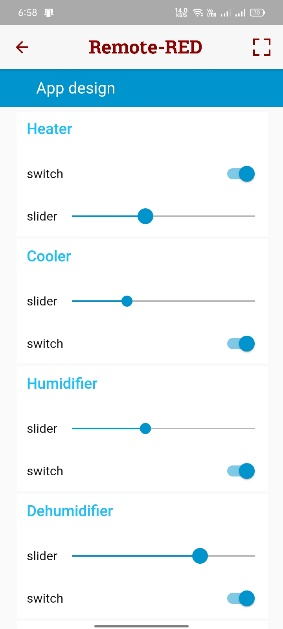 6:58
Remote-RED
App design
Heater
switch
slider
Cooler
slider
switch
Humidifier
slider
switch
Dehumidifier
slider
switch